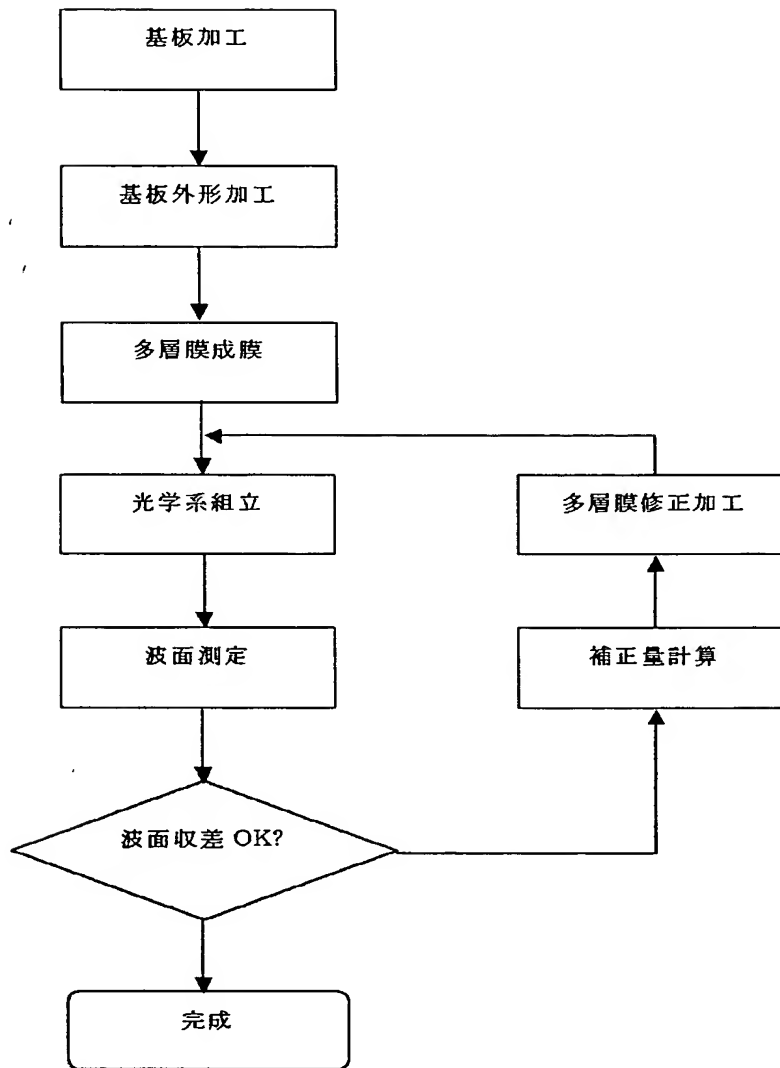 基板加工
基板外形加工
多層膜成膜
光学系組立
多層膜修正加工
波面測定
補正量計算
波面収差 OK?
完成